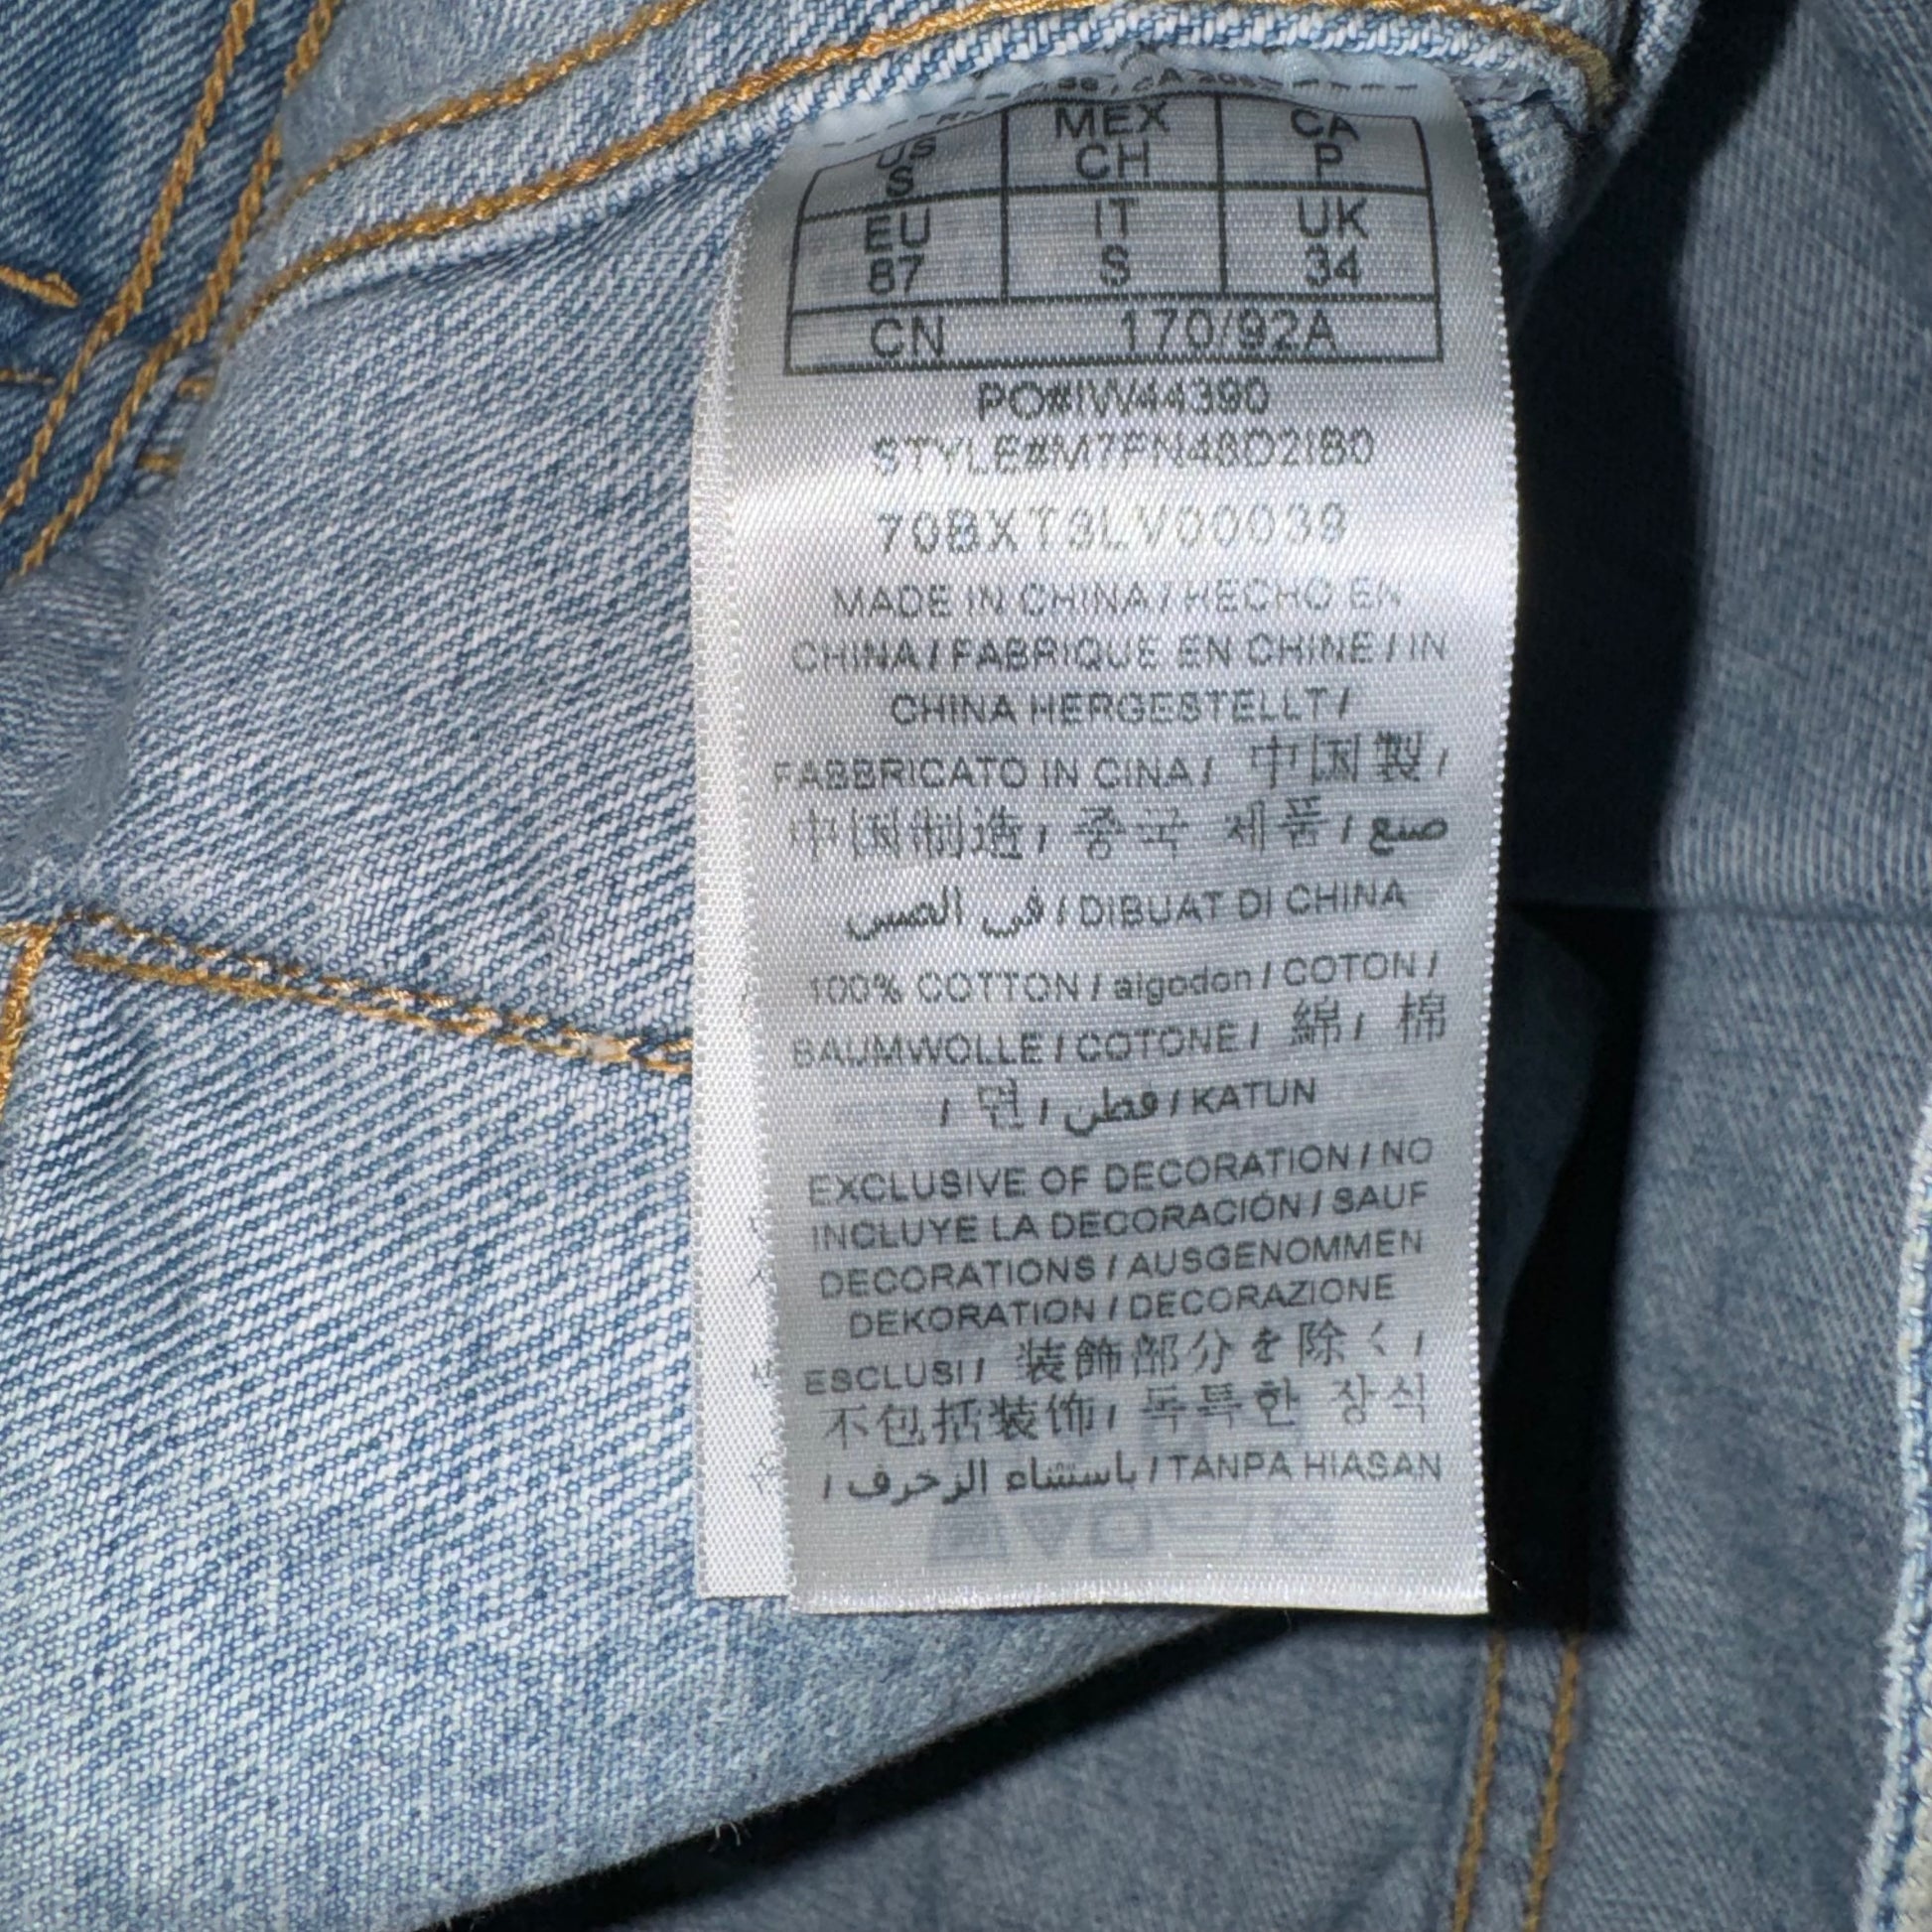 US MEX CA
S CH P
EU IT UK
87 S 34
CN 170/92A
PO#IW44390
STYLE#M7FN48D2IB0
70BXT3LV00039
MADE IN CHINA / HECHO EN
CHINA / FABRIQUE EN CHINE / IN
CHINA HERGESTELLT /
FABBRICATO IN CINA / 中国製 /
中国制造 / 중국 제품 / صنع
في الصين / DIBUAT DI CHINA
100% COTTON / algodon / COTON /
BAUMWOLLE / COTONE / 綿 / 棉
/ 면 / قطن / KATUN
EXCLUSIVE OF DECORATION / NO
INCLUYE LA DECORACIÓN / SAUF
DECORATIONS / AUSGENOMMEN
DEKORATION / DECORAZIONE
ESCLUSI / 装飾部分を除く /
不包括装饰 / 독특한 장식
/ باستثناء الزخرف / TANPA HIASAN